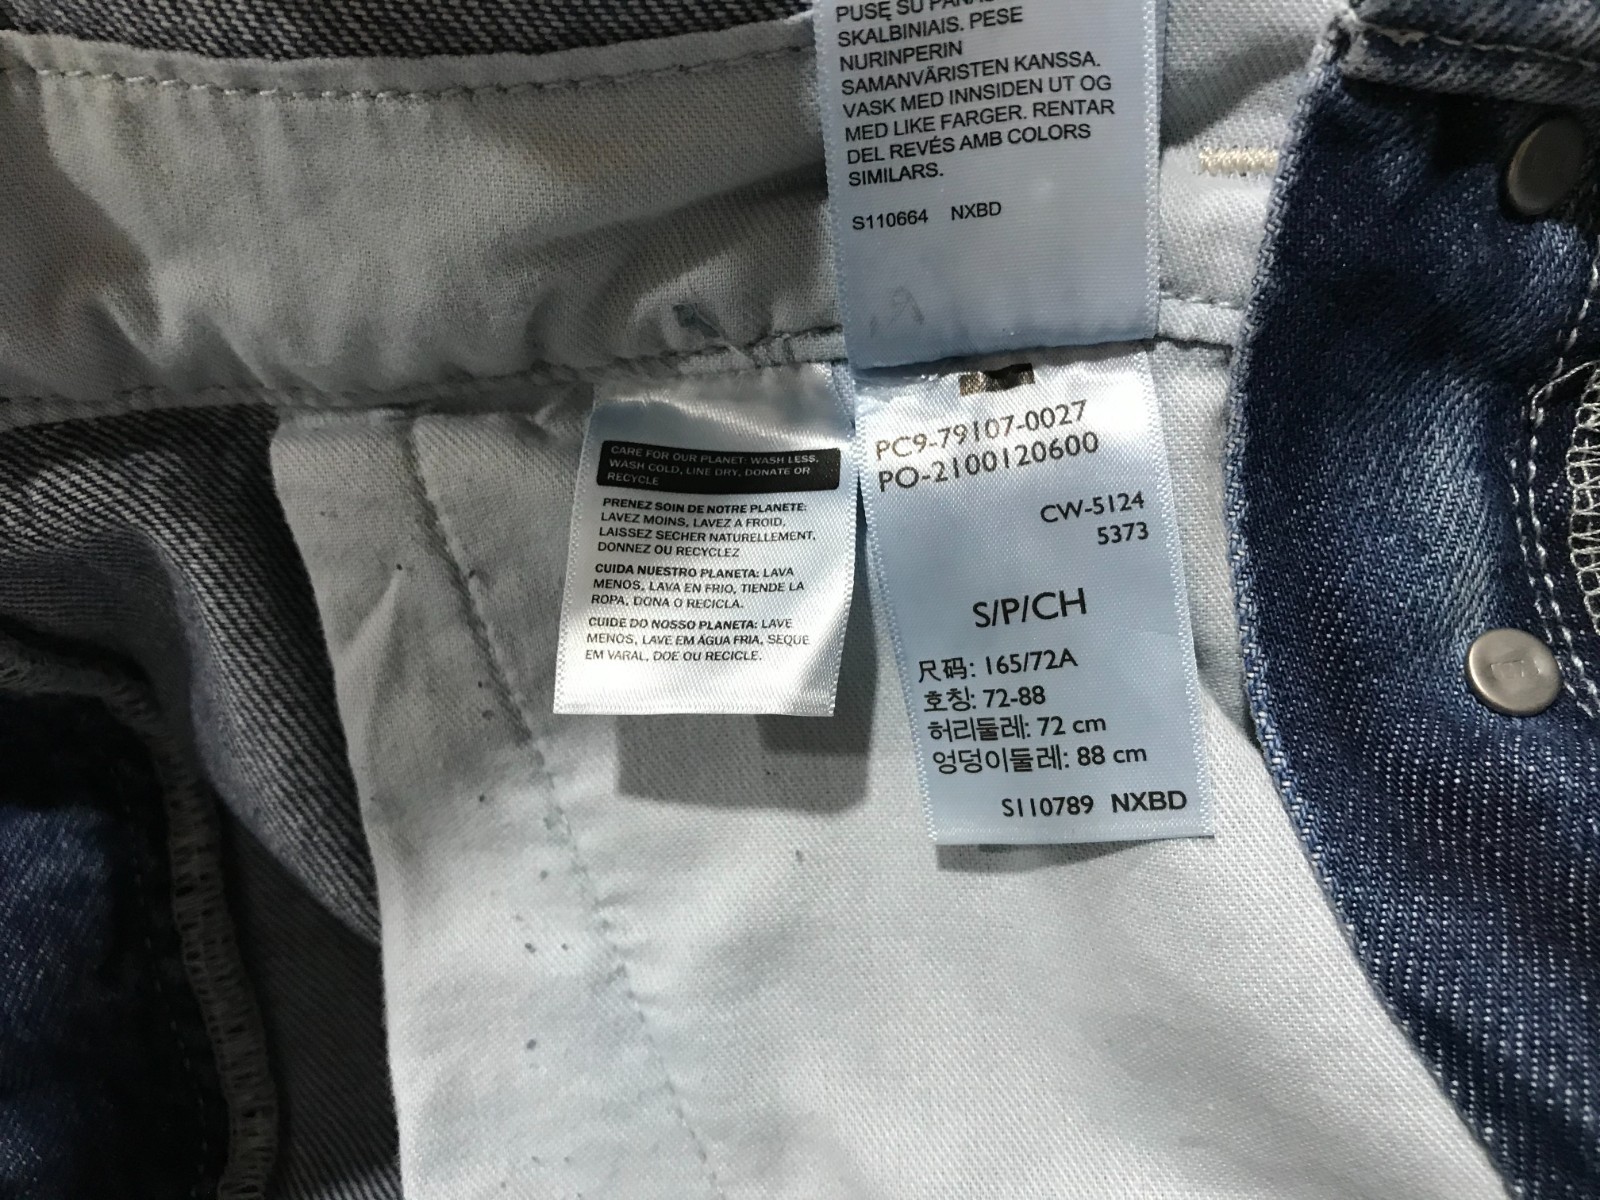 PUSĘ SU
SKALBINIAIS. PESE
NURINPERIN
SAMANVÄRISTEN KANSSA.
VASK MED INNSIDEN UT OG
MED LIKE FARGER. RENTAR
DEL REVÉS AMB COLORS
SIMILARS.
S110664 NXBD
CARE FOR OUR PLANET: WASH LESS,
WASH COLD, LINE DRY, DONATE OR
RECYCLE
PRENEZ SOIN DE NOTRE PLANETE:
LAVEZ MOINS, LAVEZ A FROID,
LAISSEZ SECHER NATURELLEMENT,
DONNEZ OU RECYCLEZ
CUIDA NUESTRO PLANETA: LAVA
MENOS, LAVA EN FRIO, TIENDE LA
ROPA, DONA O RECICLA.
CUIDE DO NOSSO PLANETA: LAVE
MENOS, LAVE EM ÁGUA FRIA, SEQUE
EM VARAL, DOE OU RECICLE.
PC9-79107-0027
PO-2100120600
CW-5124
5373
S/P/CH
尺码: 165/72A
호칭: 72-88
허리둘레: 72 cm
엉덩이둘레: 88 cm
S110789 NXBD